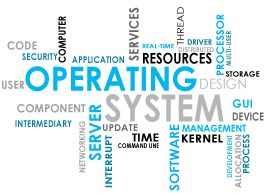 CODE
COMPUTER
SECURITY
APPLICATION
SERVICES
REAL-TIME
THREAD
DRIVER
DISTRIBUTED
PROCESSOR
MULTI-USER
RESOURCES
STORAGE
USER
OPERATING
DESIGN
COMPONENT
SYSTEM
GUI
DEVICE
INTERMEDIARY
NETWORKING
SERVER
INTERRUPT
UPDATE
TIME
COMMAND LINE
SOFTWARE
MANAGEMENT
KERNEL
DEVELOPMENT
ALLOCATION
PROCESS